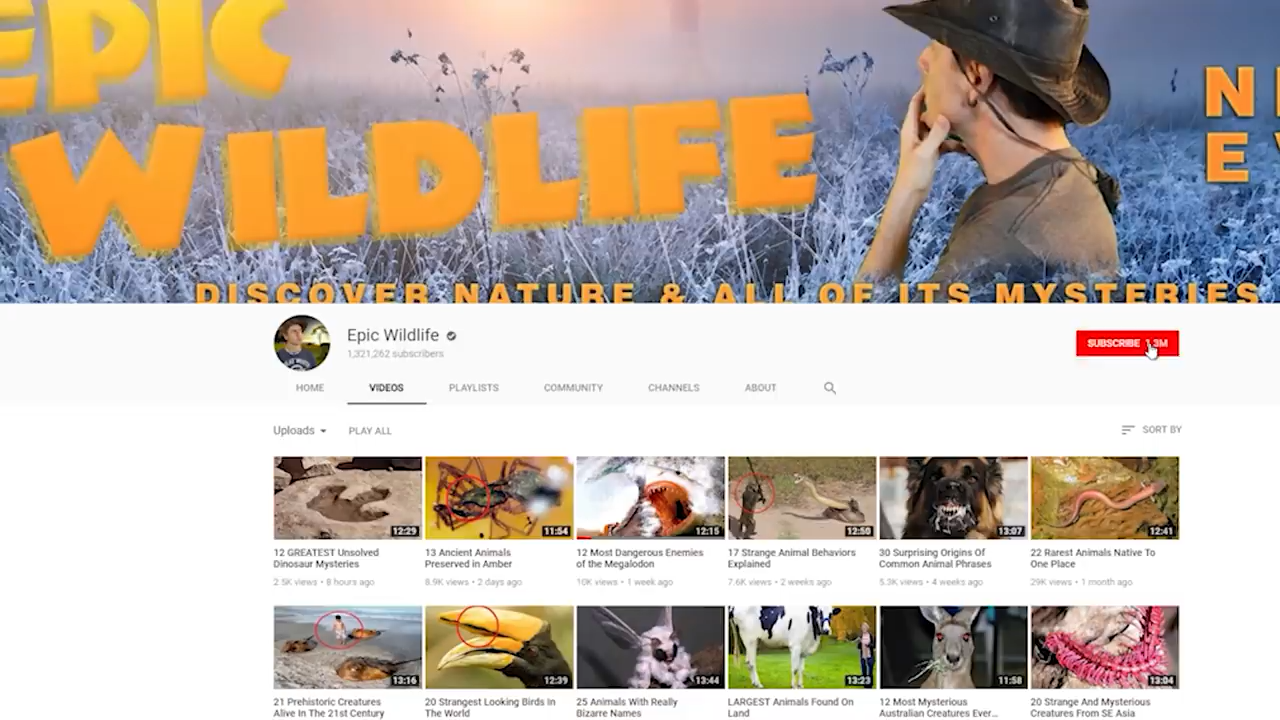 EPIC
WILDLIFE
N
E
DISCOVER NATURE & ALL OF ITS MYSTERIES
Epic Wildlife
1,321,262 subscribers
SUBSCRIBE 1.3M
HOME VIDEOS PLAYLISTS COMMUNITY CHANNELS ABOUT
Uploads PLAY ALL SORT BY
12:29 11:54 12:15 12:50 13:07 12:41
12 GREATEST Unsolved
Dinosaur Mysteries
2.5K views • 8 hours ago
13 Ancient Animals
Preserved in Amber
8.9K views • 2 days ago
12 Most Dangerous Enemies
of the Megalodon
10K views • 1 week ago
17 Strange Animal Behaviors
Explained
7.6K views • 2 weeks ago
30 Surprising Origins Of
Common Animal Phrases
5.3K views • 4 weeks ago
22 Rarest Animals Native To
One Place
29K views • 1 month ago
13:16 12:39 13:44 13:23 11:58 13:04
21 Prehistoric Creatures
Alive In The 21st Century
20 Strangest Looking Birds In
The World
25 Animals With Really
Bizarre Names
LARGEST Animals Found On
Land
12 Most Mysterious
Australian Creatures Ever...
20 Strange And Mysterious
Creatures From SE Asia